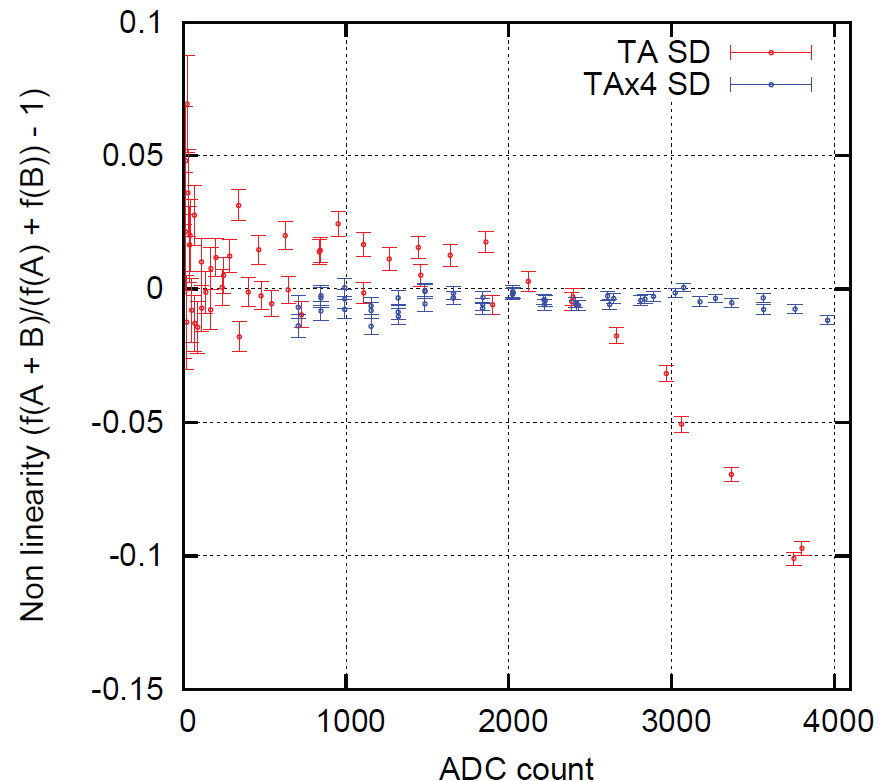 0.1
0.05
0
-0.05
-0.1
-0.15
0 1000 2000 3000 4000
Non linearity (f(A + B)/(f(A) + f(B)) - 1)
ADC count
TA SD
TAx4 SD